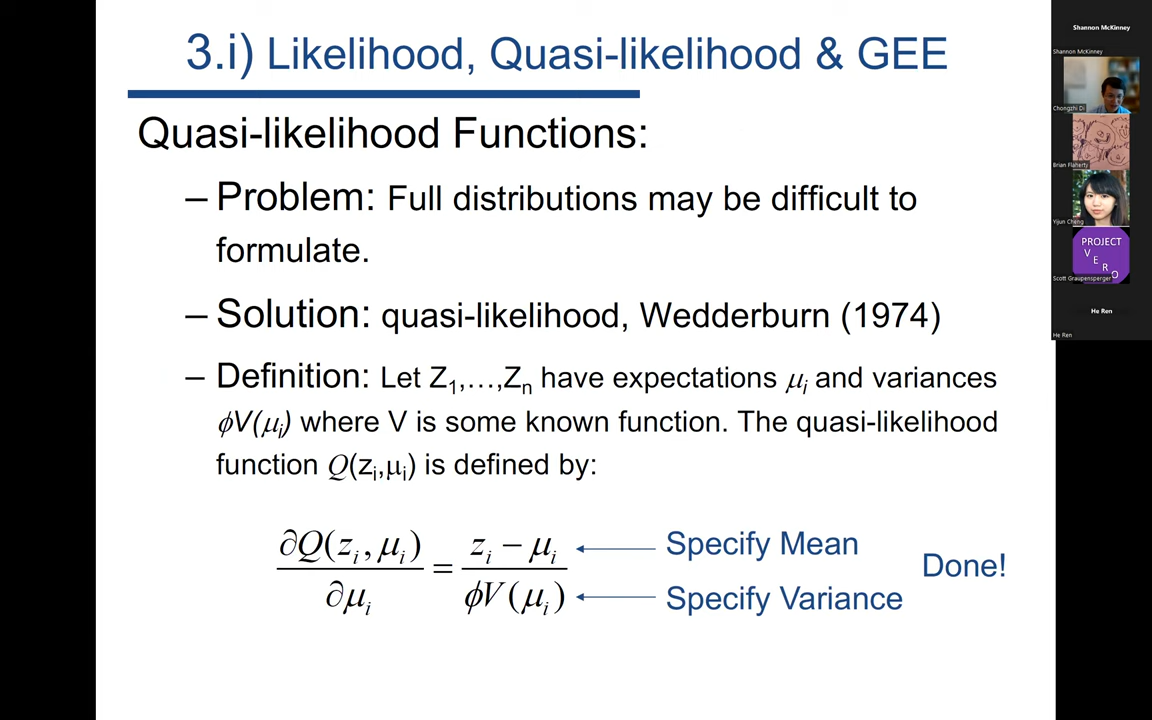 3.i) Likelihood, Quasi-likelihood & GEE
Quasi-likelihood Functions:
– Problem: Full distributions may be difficult to
formulate.
– Solution: quasi-likelihood, Wedderburn (1974)
– Definition: Let Z₁,…,Zₙ have expectations μᵢ and variances
ϕV(μᵢ) where V is some known function. The quasi-likelihood
function Q(zᵢ,μᵢ) is defined by:
∂Q(zᵢ, μᵢ)/∂μᵢ = (zᵢ − μᵢ)/ϕV(μᵢ)
Specify Mean
Specify Variance
Done!
Shannon McKinney
Shannon McKinney
Chongzhi Di
Brian Flaherty
Yijun Cheng
PROJECT
V
E
R
O
Scott Graupensperger
He Ren
He Ren